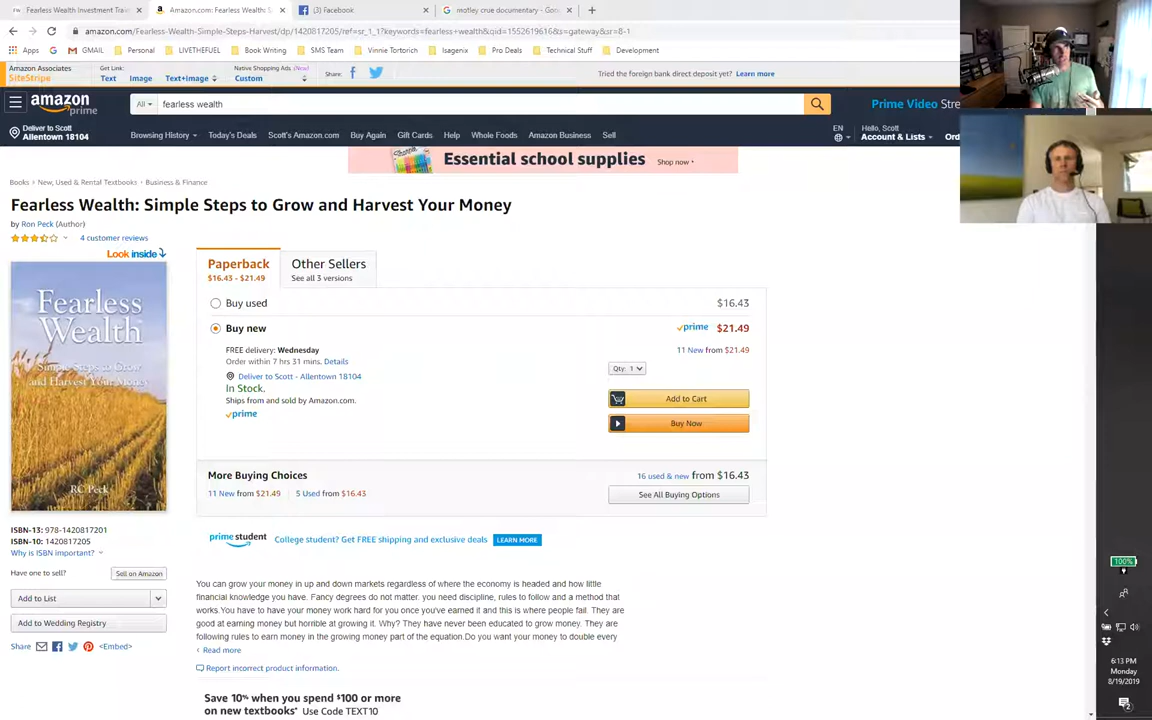 Fearless Wealth Investment Trai
Amazon.com: Fearless Wealth: S
(3) Facebook
motley crue documentary - Goo
amazon.com/Fearless-Wealth-Simple-Steps-Harvest/dp/1420817205/ref=sr_1_1?keywords=fearless+wealth&qid=1552619616&s=gateway&sr=8-1
Apps
GMAIL
Personal
LIVETHEFUEL
Book Writing
SMS Team
Vinnie Tortorich
Isagenix
Pro Deals
Technical Stuff
Development
Amazon Associates
SiteStripe
Get Link:
Text
Image
Text+Image
Native Shopping Ads (New)
Custom
Share:
Tried the foreign bank direct deposit yet? Learn more
amazon prime
All
fearless wealth
Prime Video Stre
Deliver to Scott
Allentown 18104
Browsing History
Today's Deals
Scott's Amazon.com
Buy Again
Gift Cards
Help
Whole Foods
Amazon Business
Sell
EN
Hello, Scott
Account & Lists
Ord
Essential school supplies
Shop now
Books › New, Used & Rental Textbooks › Business & Finance
Fearless Wealth: Simple Steps to Grow and Harvest Your Money
by Ron Peck (Author)
4 customer reviews
Look inside
Fearless
Wealth
Simple Steps to Grow
and Harvest Your Money
RC Peck
Paperback
$16.43 - $21.49
Other Sellers
See all 3 versions
Buy used
$16.43
Buy new
prime $21.49
FREE delivery: Wednesday
11 New from $21.49
Order within 7 hrs 31 mins. Details
Qty: 1
Deliver to Scott - Allentown 18104
In Stock.
Ships from and sold by Amazon.com.
prime
Add to Cart
Buy Now
More Buying Choices
16 used & new from $16.43
11 New from $21.49
5 Used from $16.43
See All Buying Options
ISBN-13: 978-1420817201
ISBN-10: 1420817205
Why is ISBN important?
Have one to sell?
Sell on Amazon
Add to List
Add to Wedding Registry
Share
<Embed>
prime student
College student? Get FREE shipping and exclusive deals
LEARN MORE
You can grow your money in up and down markets regardless of where the economy is headed and how little
financial knowledge you have. Fancy degrees do not matter. you need discipline, rules to follow and a method that
works.You have to have your money work hard for you once you've earned it and this is where people fail. They are
good at earning money but horrible at growing it. Why? They have never been educated to grow money. They are
following rules to earn money in the growing money part of the equation.Do you want your money to double every
Read more
Report incorrect product information.
Save 10% when you spend $100 or more
on new textbooks* Use Code TEXT10
100%
6:13 PM
Monday
8/19/2019
2